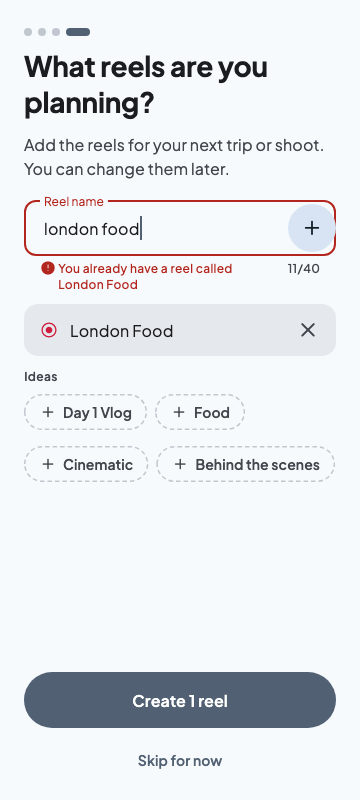 What reels are you
planning?
Add the reels for your next trip or shoot.
You can change them later.
Reel name
london food
You already have a reel called
London Food
11/40
London Food
Ideas
Day 1 Vlog
Food
Cinematic
Behind the scenes
Create 1 reel
Skip for now